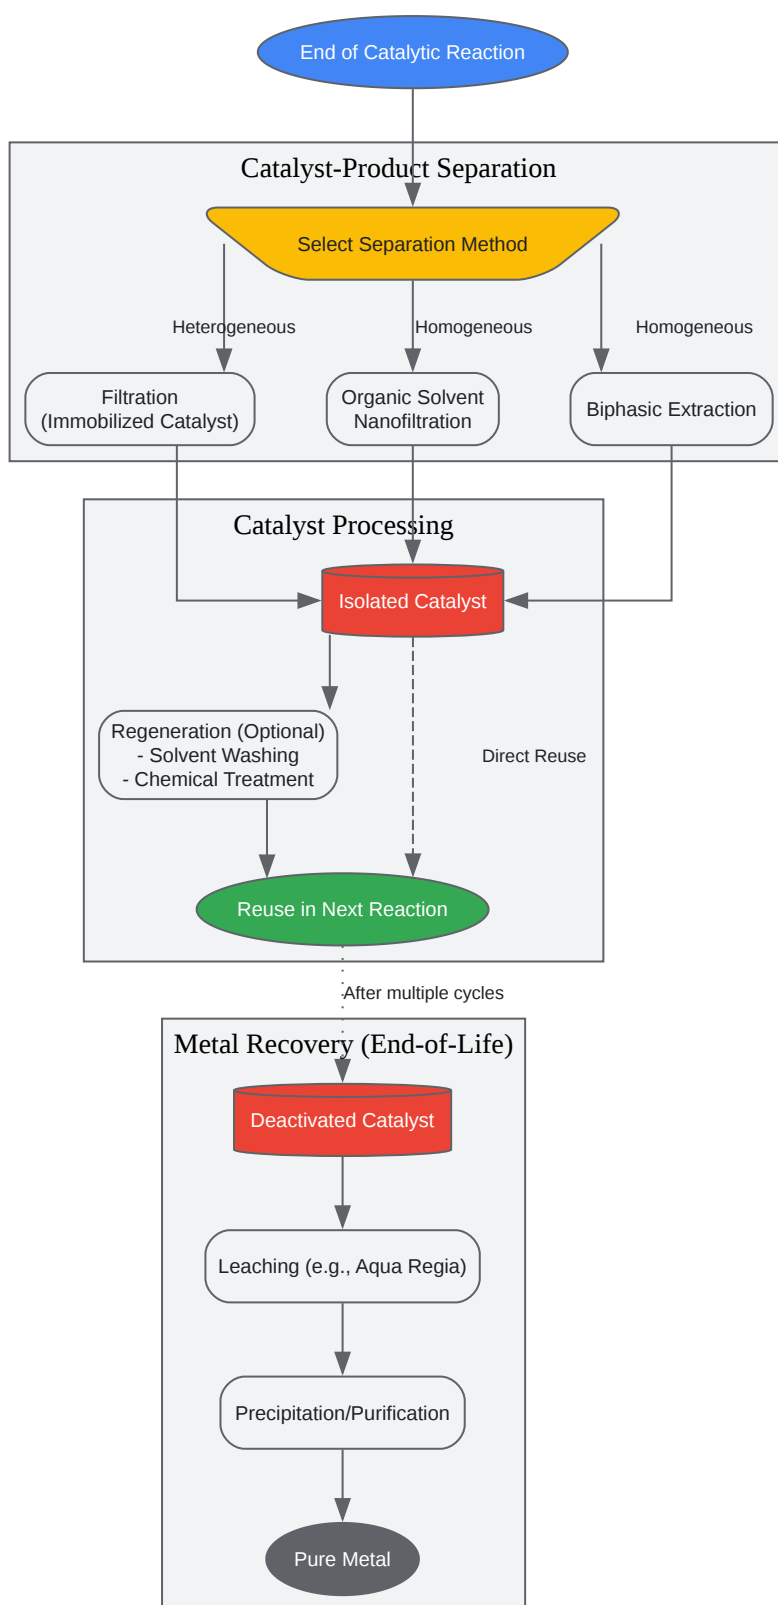 End of Catalytic Reaction
Catalyst-Product Separation
Select Separation Method
Heterogeneous
Homogeneous
Homogeneous
Filtration
(Immobilized Catalyst)
Organic Solvent
Nanofiltration
Biphasic Extraction
Catalyst Processing
Isolated Catalyst
Regeneration (Optional)
- Solvent Washing
- Chemical Treatment
Direct Reuse
Reuse in Next Reaction
After multiple cycles
Metal Recovery (End-of-Life)
Deactivated Catalyst
Leaching (e.g., Aqua Regia)
Precipitation/Purification
Pure Metal